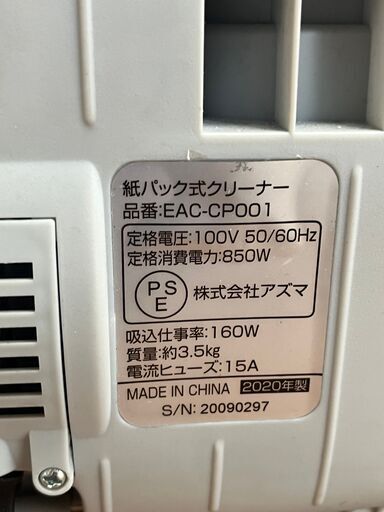 紙パック式クリーナー
品番:EAC-CP001
定格電圧:100V 50/60Hz
定格消費電力:850W
PS
E
株式会社アズマ
吸込仕事率:160W
質量:約3.5kg
電流ヒューズ:15A
MADE IN CHINA 2020年製
S/N: 20090297